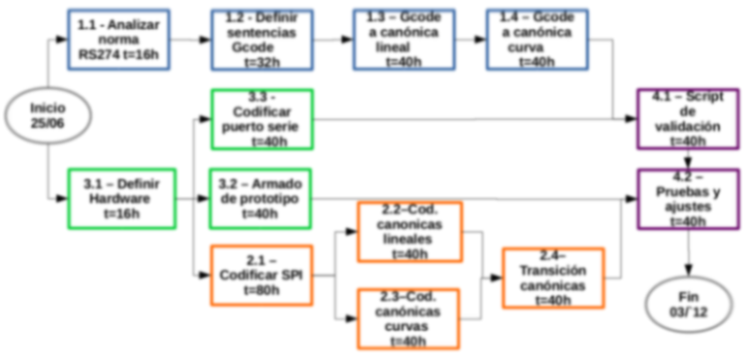 1.1 - Analizar
norma
RS274 t=16h
1.2 - Definir
sentencias
Gcode
t=32h
1.3 – Gcode
a canónica
lineal
t=40h
1.4 – Gcode
a canónica
curva
t=40h
Inicio
25/06
3.3 -
Codificar
puerto serie
t=40h
4.1 – Script
de
validación
t=40h
3.1 – Definir
Hardware
t=16h
3.2 – Armado
de prototipo
t=40h
4.2 –
Pruebas y
ajustes
t=40h
2.2–Cod.
canonicas
lineales
t=40h
2.1 –
Codificar SPI
t=80h
2.4–
Transición
canónicas
t=40h
2.3–Cod.
canónicas
curvas
t=40h
Fin
03/¨12